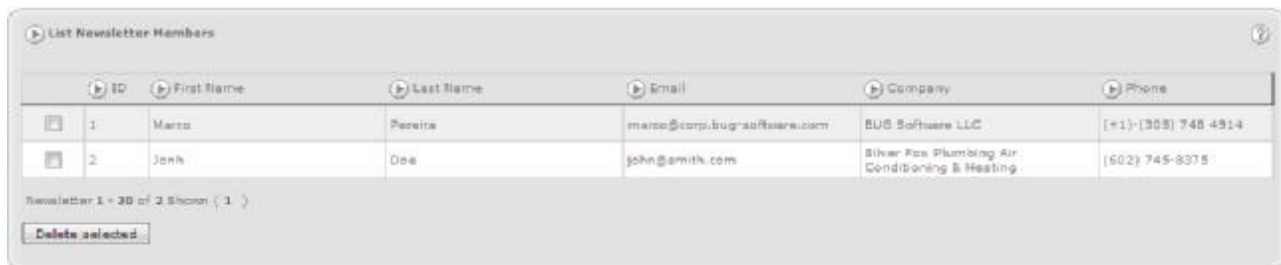 List Newsletter Members
ID First Name Last Name Email Company Phone
1 Marco Pereira marco@corp.bug-software.com BUG Software LLC (+1)-(305) 748 4914
2 Jonh Doe john@smith.com Silver Fox Plumbing Air
Conditioning & Heating (602) 745-8375
Newsletter 1 - 20 of 2 Shown ( 1 )
Delete selected